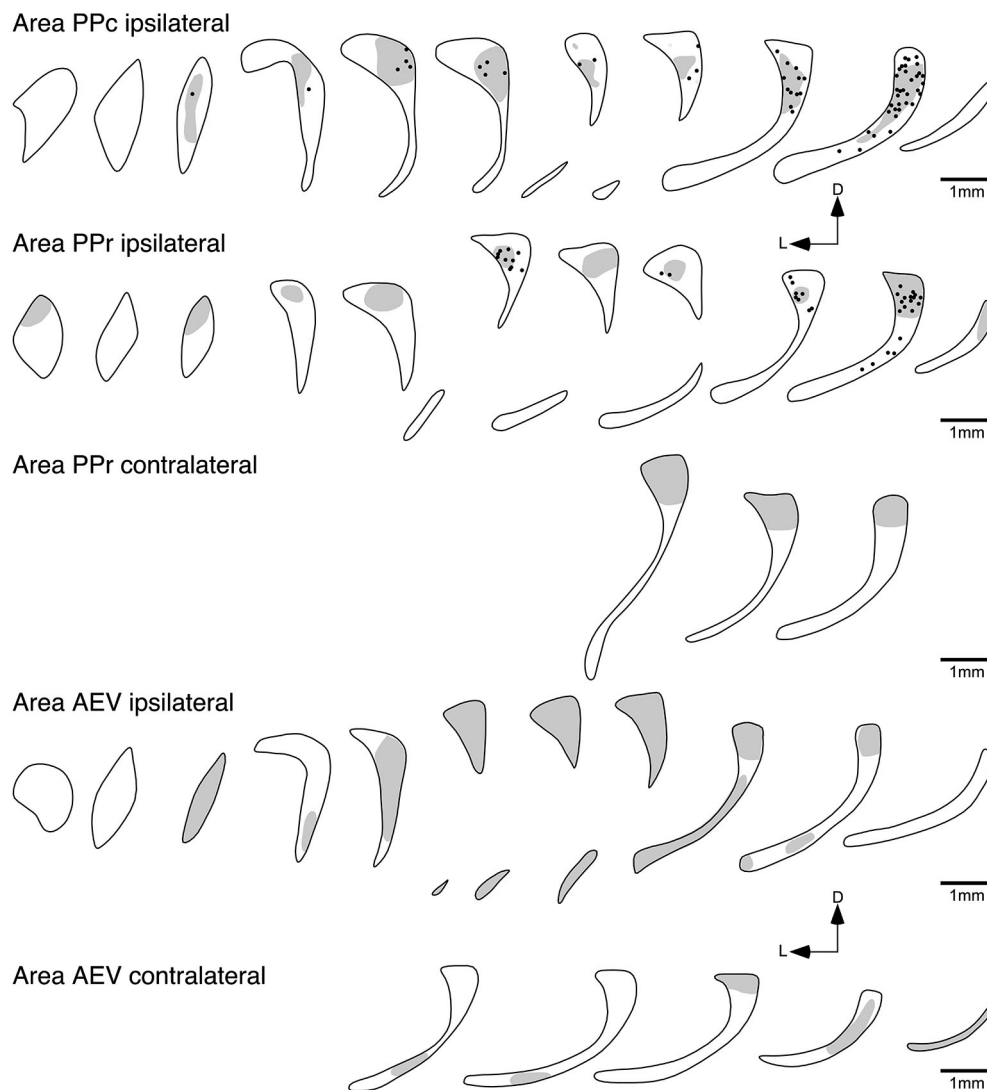 Area PPc ipsilateral
1mm
D
L
Area PPr ipsilateral
1mm
Area PPr contralateral
1mm
Area AEV ipsilateral
1mm
D
L
Area AEV contralateral
1mm